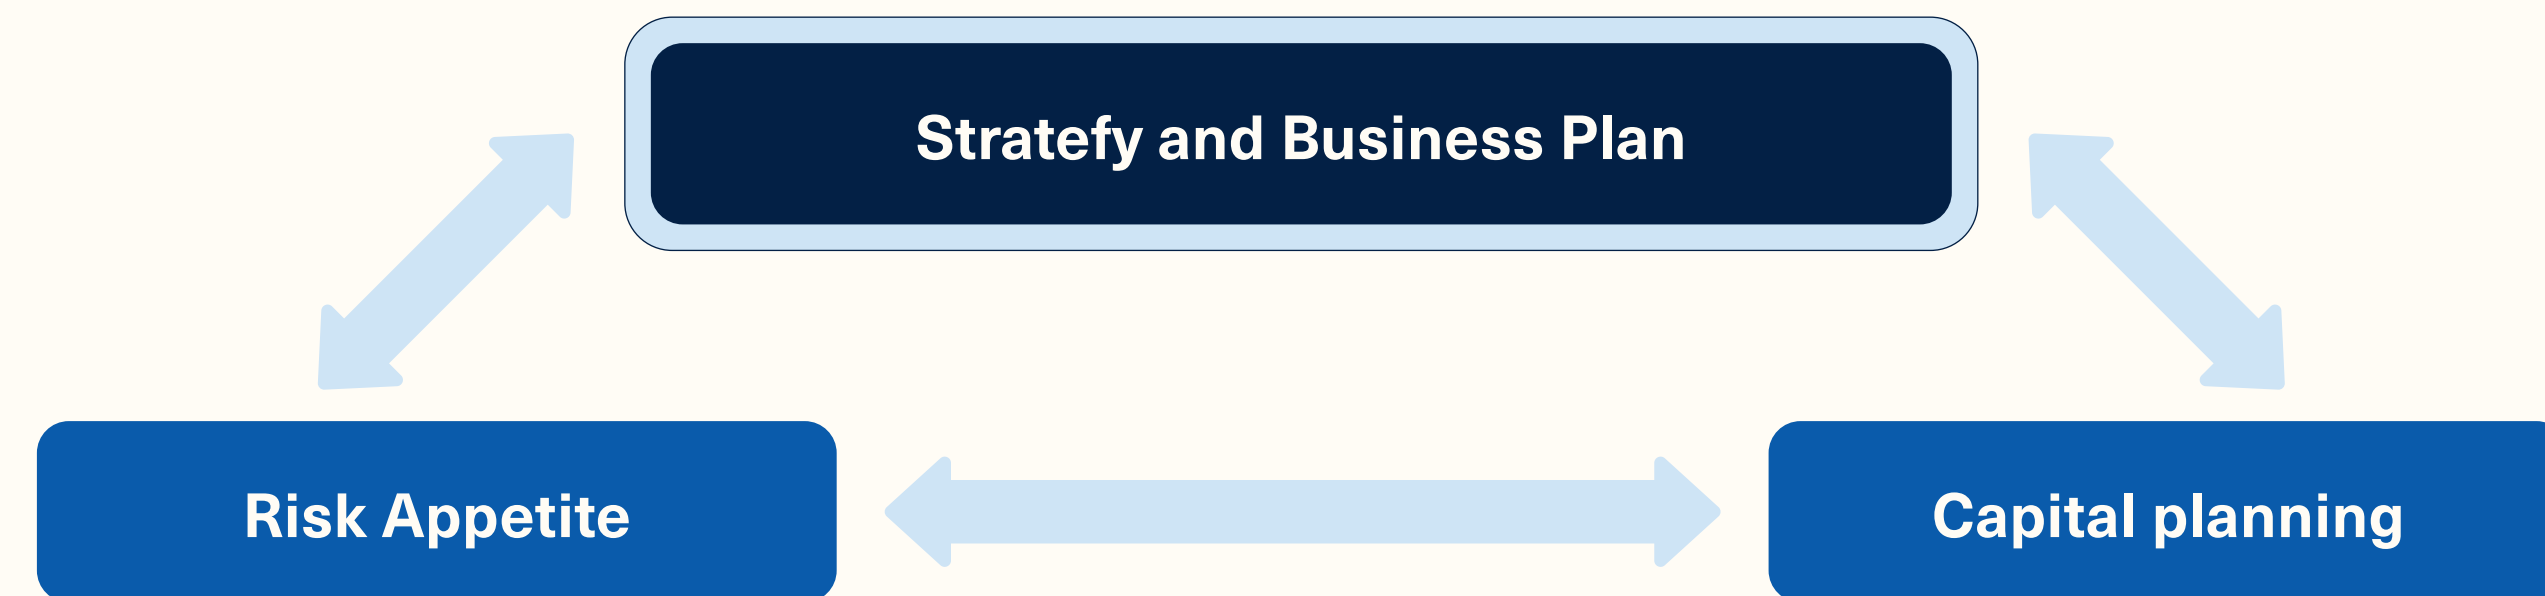 Stratefy and Business Plan
Risk Appetite
Capital planning